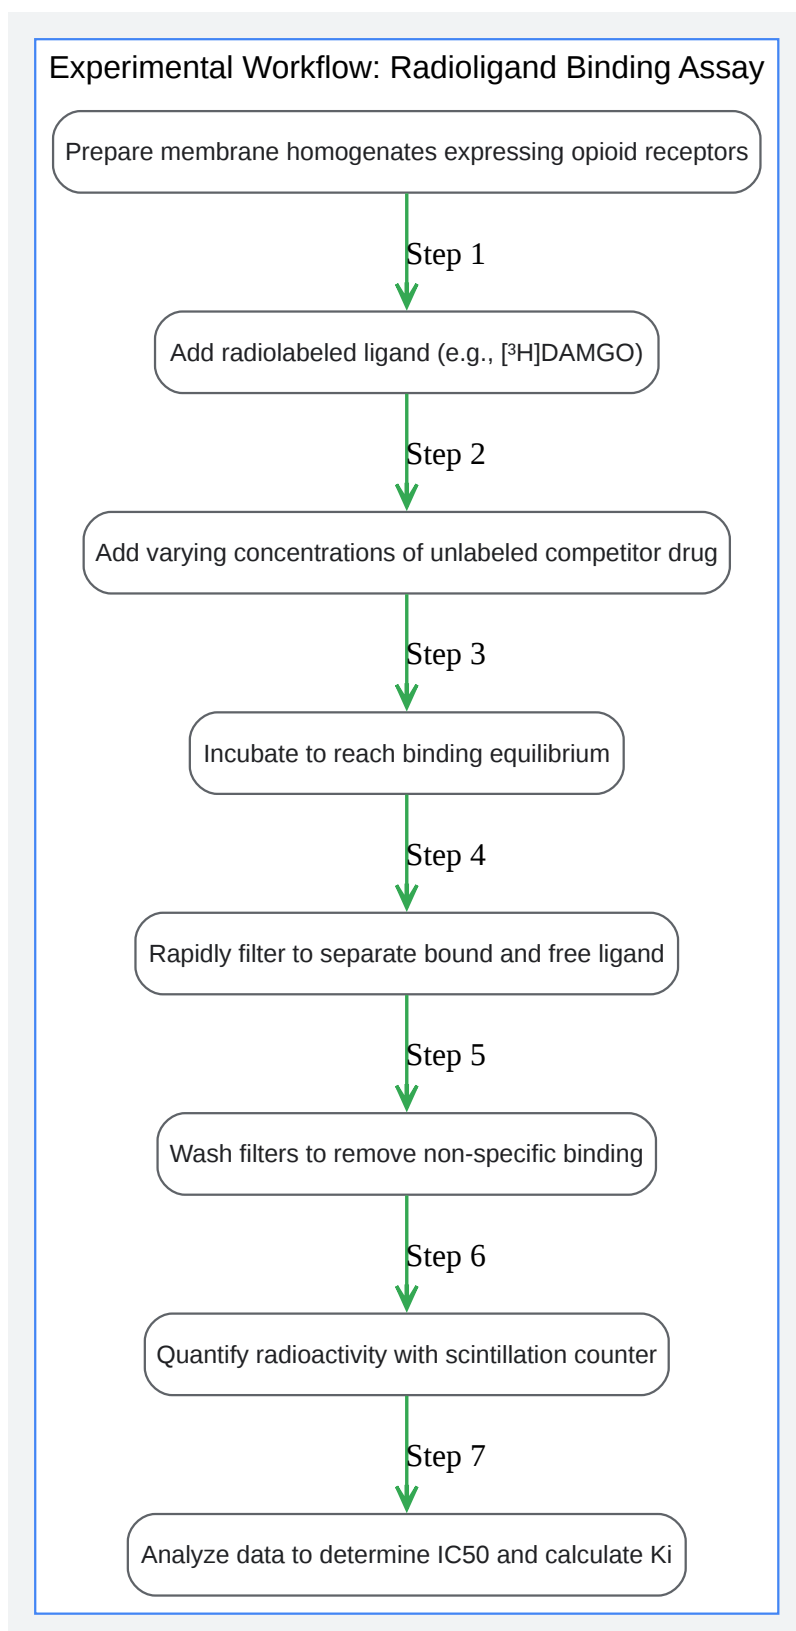 Experimental Workflow: Radioligand Binding Assay
Prepare membrane homogenates expressing opioid receptors
Step 1
Add radiolabeled ligand (e.g., [³H]DAMGO)
Step 2
Add varying concentrations of unlabeled competitor drug
Step 3
Incubate to reach binding equilibrium
Step 4
Rapidly filter to separate bound and free ligand
Step 5
Wash filters to remove non-specific binding
Step 6
Quantify radioactivity with scintillation counter
Step 7
Analyze data to determine IC50 and calculate Ki